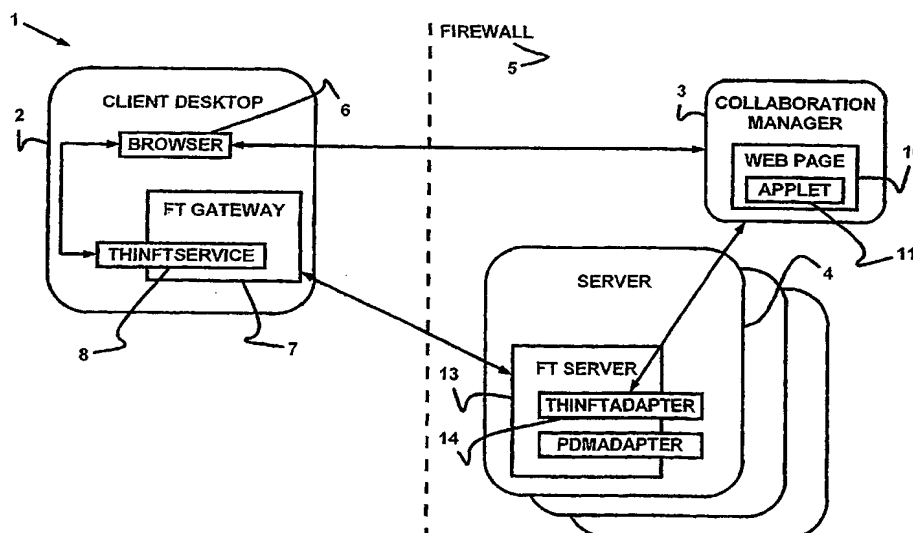 1
FIREWALL
5
CLIENT DESKTOP
6
2
BROWSER
FT GATEWAY
THINFTSERVICE
8
7
3
COLLABORATION
MANAGER
WEB PAGE
APPLET
11
SERVER
4
FT SERVER
13
THINFTADAPTER
14
PDMADAPTER